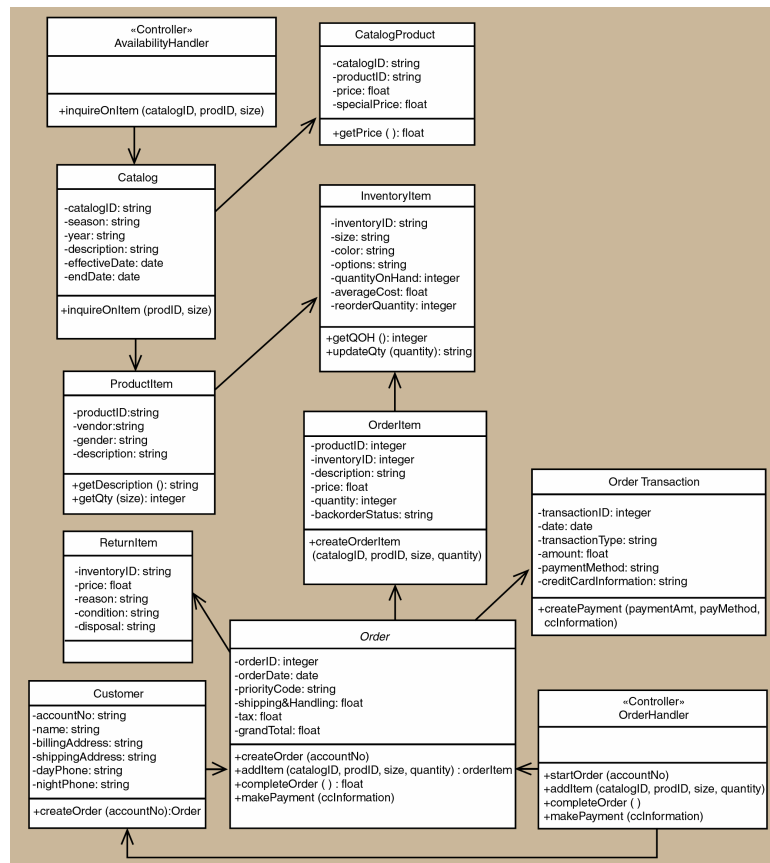 «Controller»
AvailabilityHandler
+inquireOnItem (catalogID, prodID, size)
CatalogProduct
-catalogID: string
-productID: string
-price: float
-specialPrice: float
+getPrice ( ): float
Catalog
-catalogID: string
-season: string
-year: string
-description: string
-effectiveDate: date
-endDate: date
+inquireOnItem (prodID, size)
InventoryItem
-inventoryID: string
-size: string
-color: string
-options: string
-quantityOnHand: integer
-averageCost: float
-reorderQuantity: integer
+getQOH (): integer
+updateQty (quantity): string
ProductItem
-productID:string
-vendor:string
-gender: string
-description: string
+getDescription (): string
+getQty (size): integer
OrderItem
-productID: integer
-inventoryID: integer
-description: string
-price: float
-quantity: integer
-backorderStatus: string
+createOrderItem
(catalogID, prodID, size, quantity)
Order Transaction
-transactionID: integer
-date: date
-transactionType: string
-amount: float
-paymentMethod: string
-creditCardInformation: string
+createPayment (paymentAmt, payMethod,
ccInformation)
ReturnItem
-inventoryID: string
-price: float
-reason: string
-condition: string
-disposal: string
Order
-orderID: integer
-orderDate: date
-priorityCode: string
-shipping&Handling: float
-tax: float
-grandTotal: float
+createOrder (accountNo)
+addItem (catalogID, prodID, size, quantity) : orderItem
+completeOrder ( ) : float
+makePayment (ccInformation)
Customer
-accountNo: string
-name: string
-billingAddress: string
-shippingAddress: string
-dayPhone: string
-nightPhone: string
+createOrder (accountNo):Order
«Controller»
OrderHandler
+startOrder (accountNo)
+addItem (catalogID, prodID, size, quantity)
+completeOrder ( )
+makePayment (ccInformation)